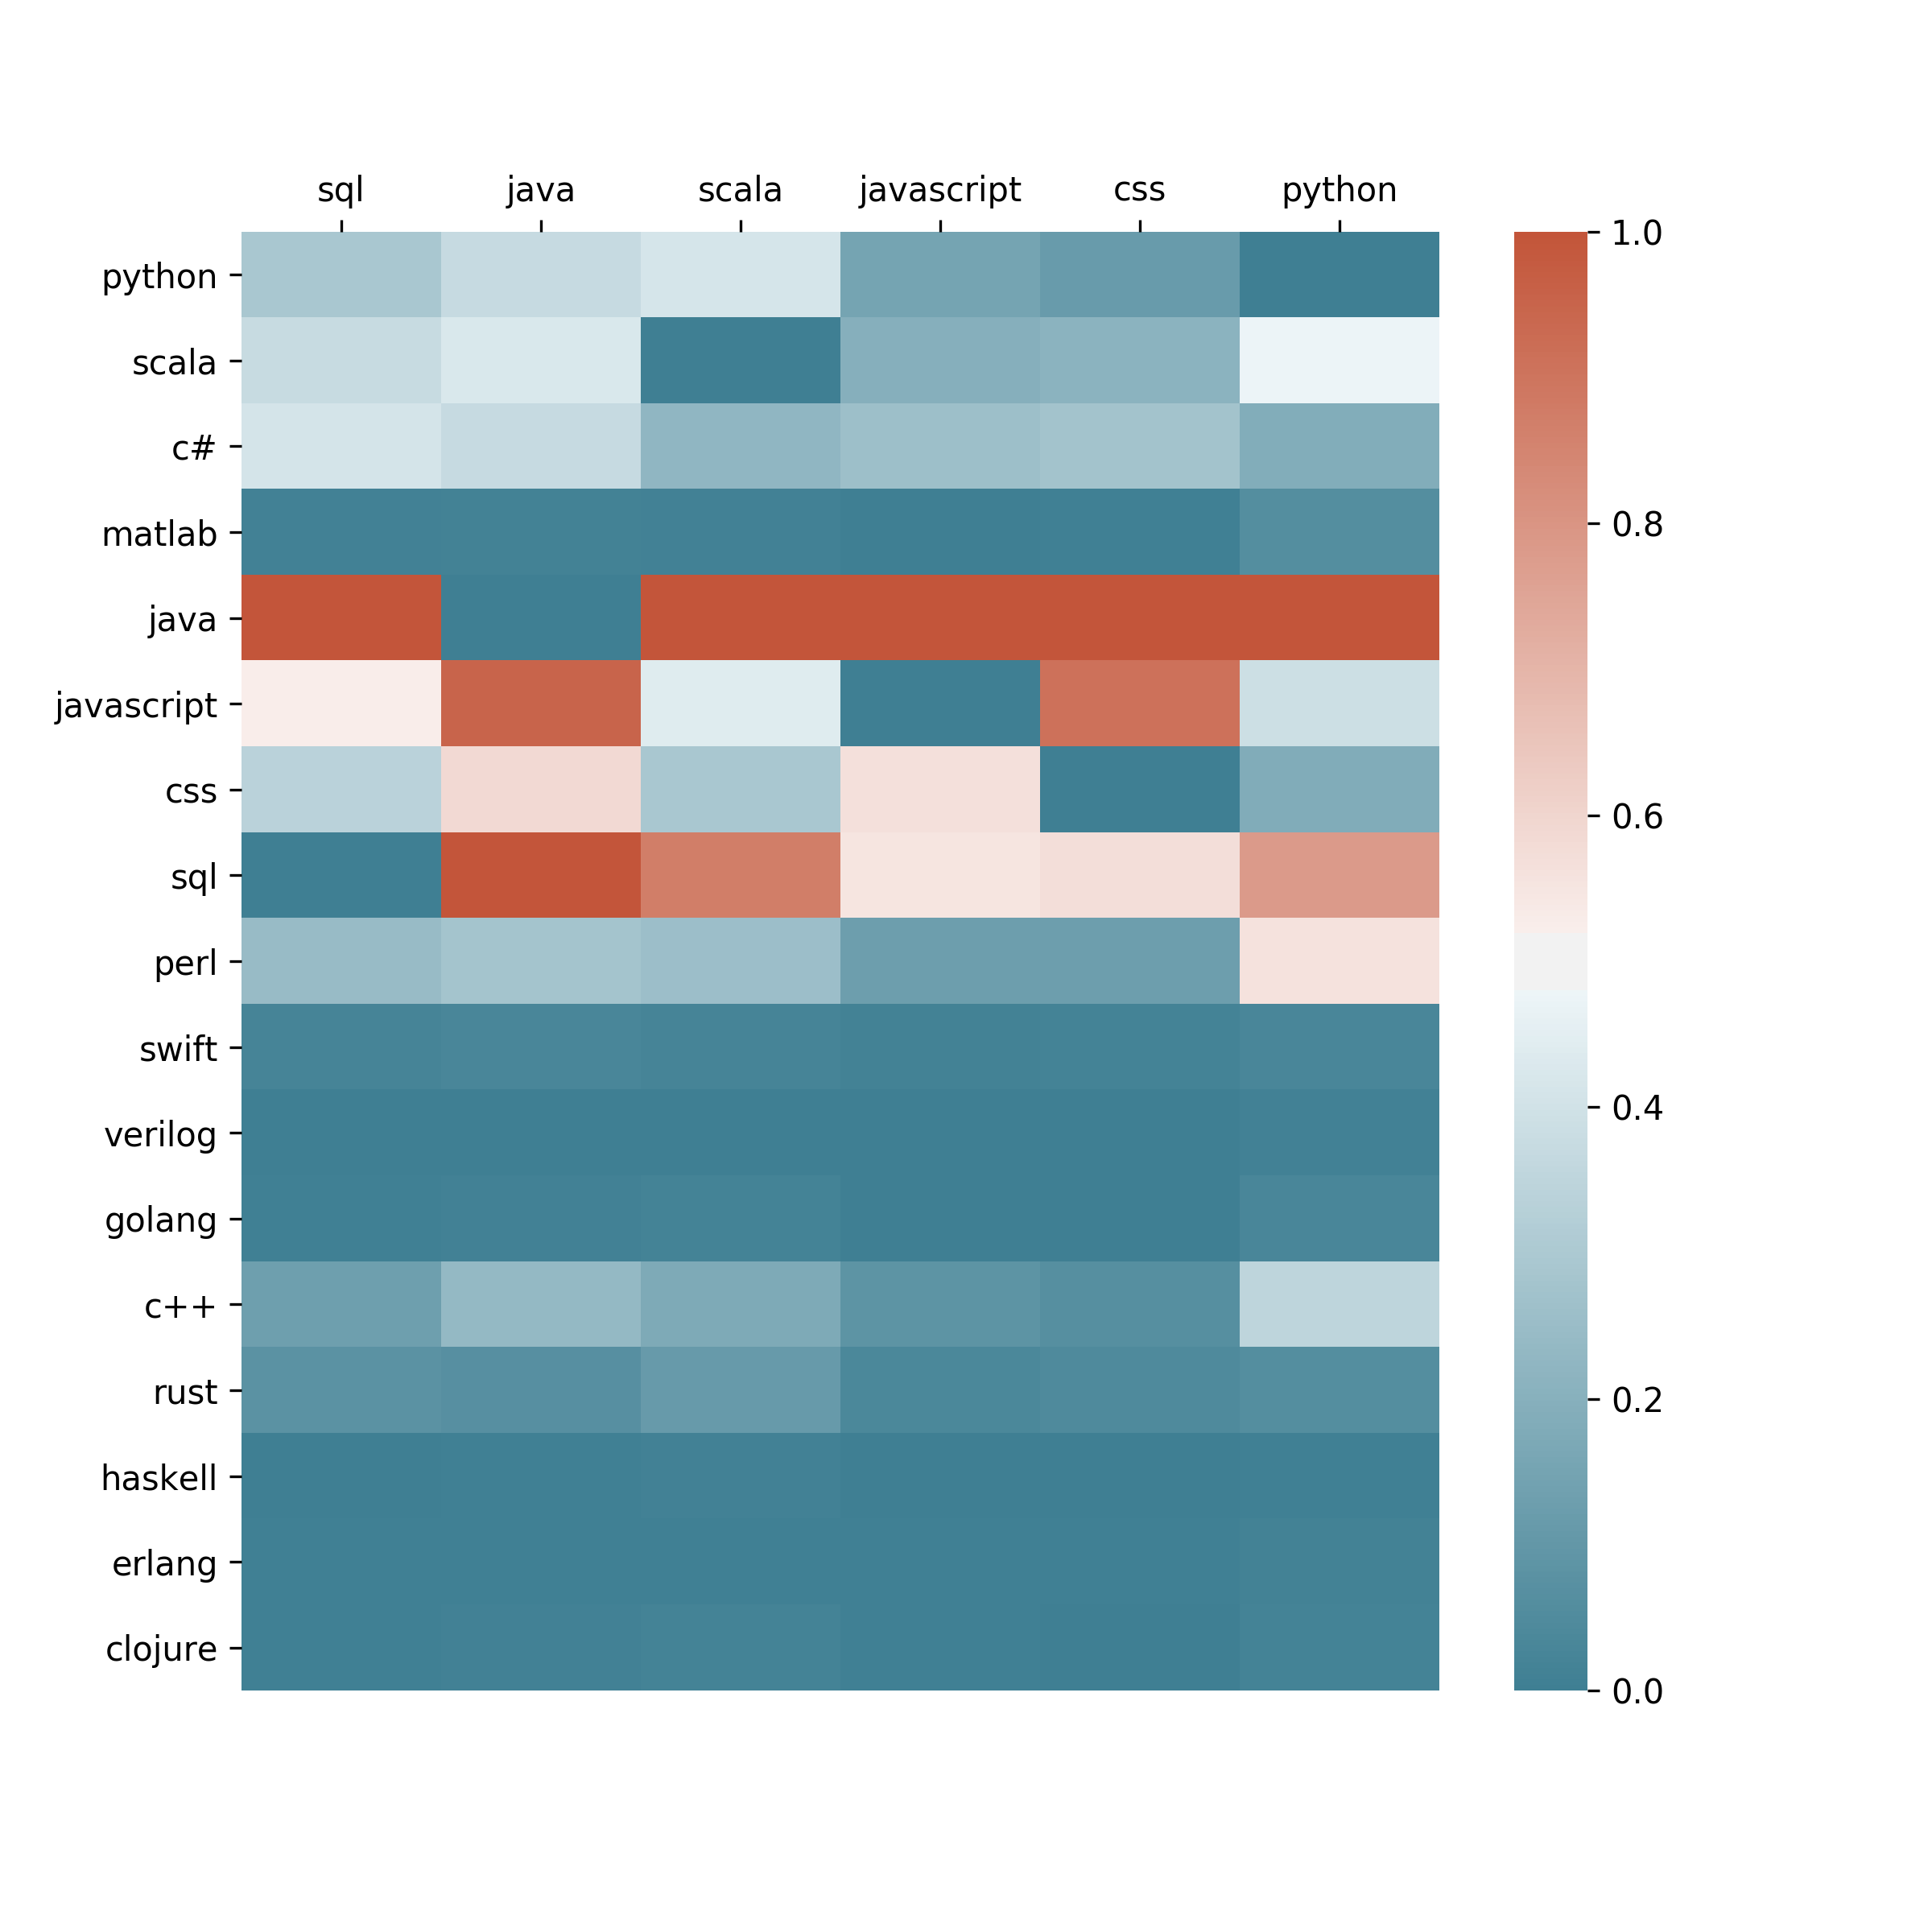 sql java scala javascript css python
python
scala
c#
matlab
java
javascript
css
sql
perl
swift
verilog
golang
c++
rust
haskell
erlang
clojure
1.0
0.8
0.6
0.4
0.2
0.0